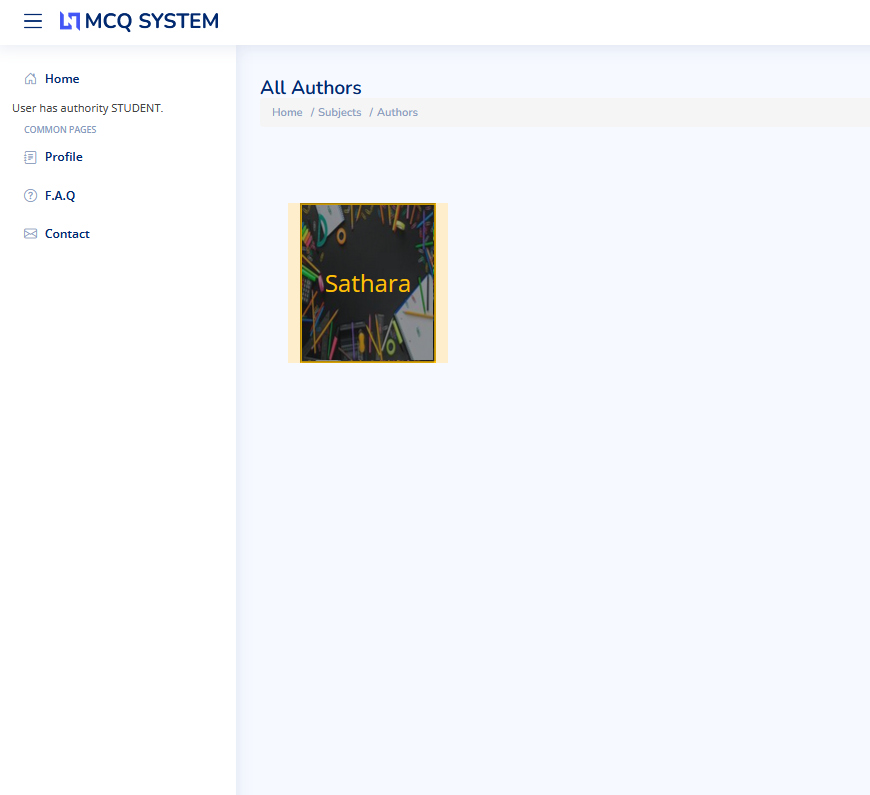 MCQ SYSTEM
Home
User has authority STUDENT.
COMMON PAGES
Profile
F.A.Q
Contact
All Authors
Home / Subjects / Authors
Sathara